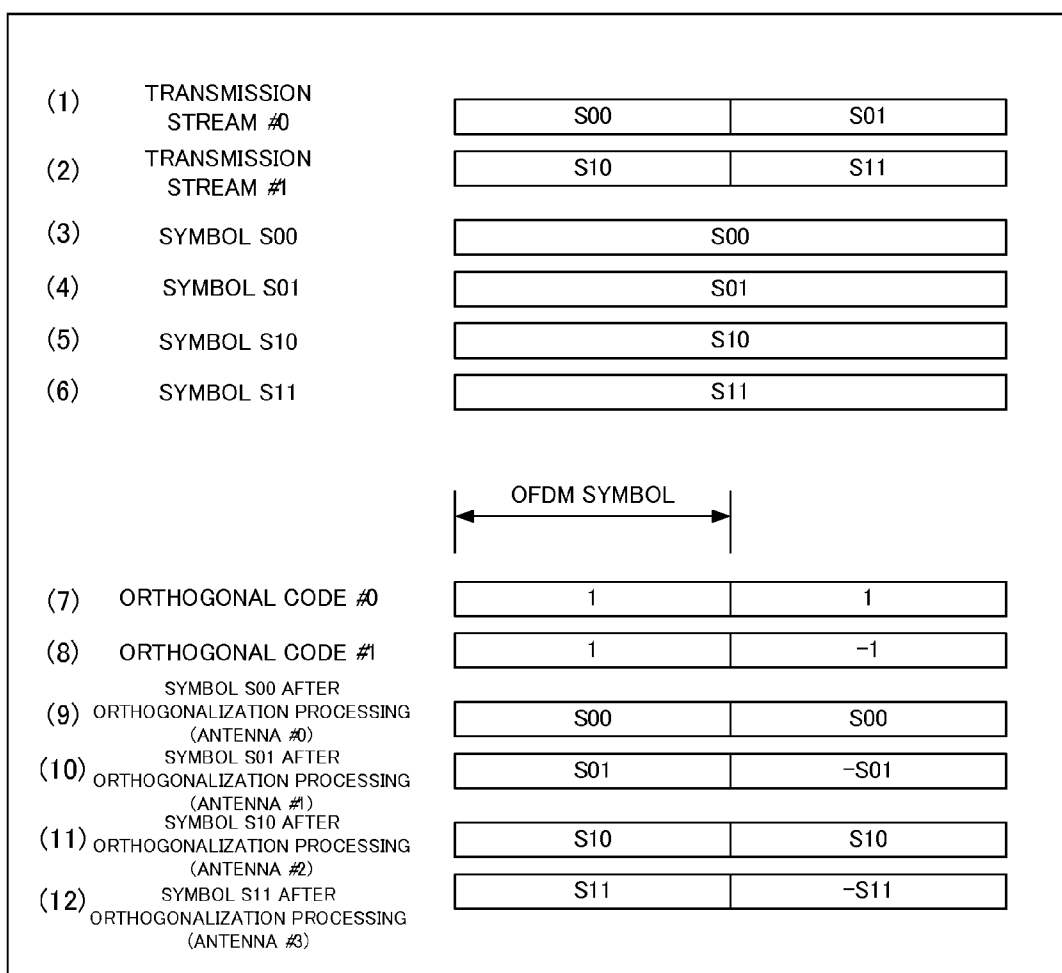 (1) TRANSMISSION
STREAM #0
S00 S01
(2) TRANSMISSION
STREAM #1
S10 S11
(3) SYMBOL S00 S00
(4) SYMBOL S01 S01
(5) SYMBOL S10 S10
(6) SYMBOL S11 S11
OFDM SYMBOL
(7) ORTHOGONAL CODE #0 1 1
(8) ORTHOGONAL CODE #1 1 -1
(9) SYMBOL S00 AFTER
ORTHOGONALIZATION PROCESSING
(ANTENNA #0)
S00 S00
(10) SYMBOL S01 AFTER
ORTHOGONALIZATION PROCESSING
(ANTENNA #1)
S01 -S01
(11) SYMBOL S10 AFTER
ORTHOGONALIZATION PROCESSING
(ANTENNA #2)
S10 S10
(12) SYMBOL S11 AFTER
ORTHOGONALIZATION PROCESSING
(ANTENNA #3)
S11 -S11